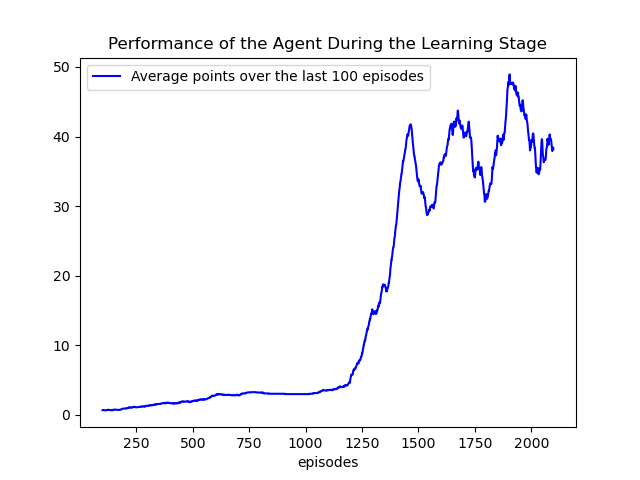 Performance of the Agent During the Learning Stage
Average points over the last 100 episodes
50
40
30
20
10
0
250 500 750 1000 1250 1500 1750 2000
episodes